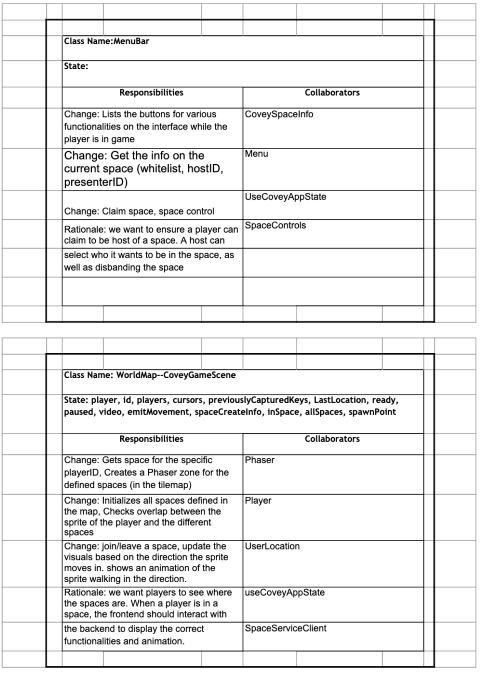 Class Name:MenuBar
State:
Responsibilities Collaborators
Change: Lists the buttons for various
functionalities on the interface while the
player is in game
CoveySpaceInfo
Change: Get the info on the
current space (whitelist, hostID,
presenterID)
Menu
Change: Claim space, space control
UseCoveyAppState
Rationale: we want to ensure a player can
claim to be host of a space. A host can
SpaceControls
select who it wants to be in the space, as
well as disbanding the space
Class Name: WorldMap--CoveyGameScene
State: player, id, players, cursors, previouslyCapturedKeys, LastLocation, ready,
paused, video, emitMovement, spaceCreateInfo, inSpace, allSpaces, spawnPoint
Responsibilities Collaborators
Change: Gets space for the specific
playerID, Creates a Phaser zone for the
defined spaces (in the tilemap)
Phaser
Change: Initializes all spaces defined in
the map, Checks overlap between the
sprite of the player and the different
spaces
Player
Change: join/leave a space, update the
visuals based on the direction the sprite
moves in. shows an animation of the
sprite walking in the direction.
UserLocation
Rationale: we want players to see where
the spaces are. When a player is in a
space, the frontend should interact with
useCoveyAppState
the backend to display the correct
functionalities and animation.
SpaceServiceClient